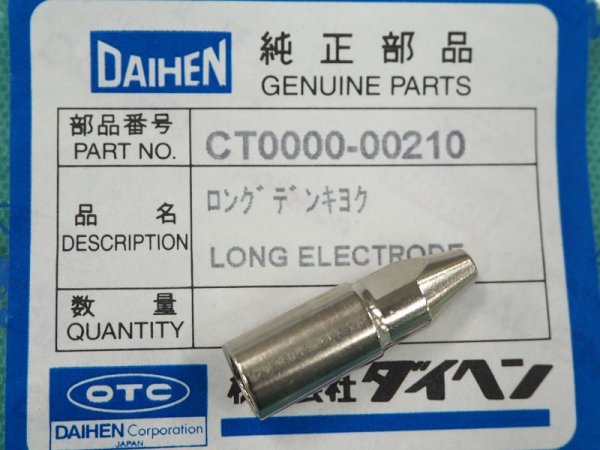 DAIHEN 純正部品
GENUINE PARTS
部品番号
PART NO. CT0000-00210
ロングデンキヨク
品名
DESCRIPTION LONG ELECTRODE
数量
QUANTITY
OTC ダイヘン
DAIHEN Corporation
JAPAN